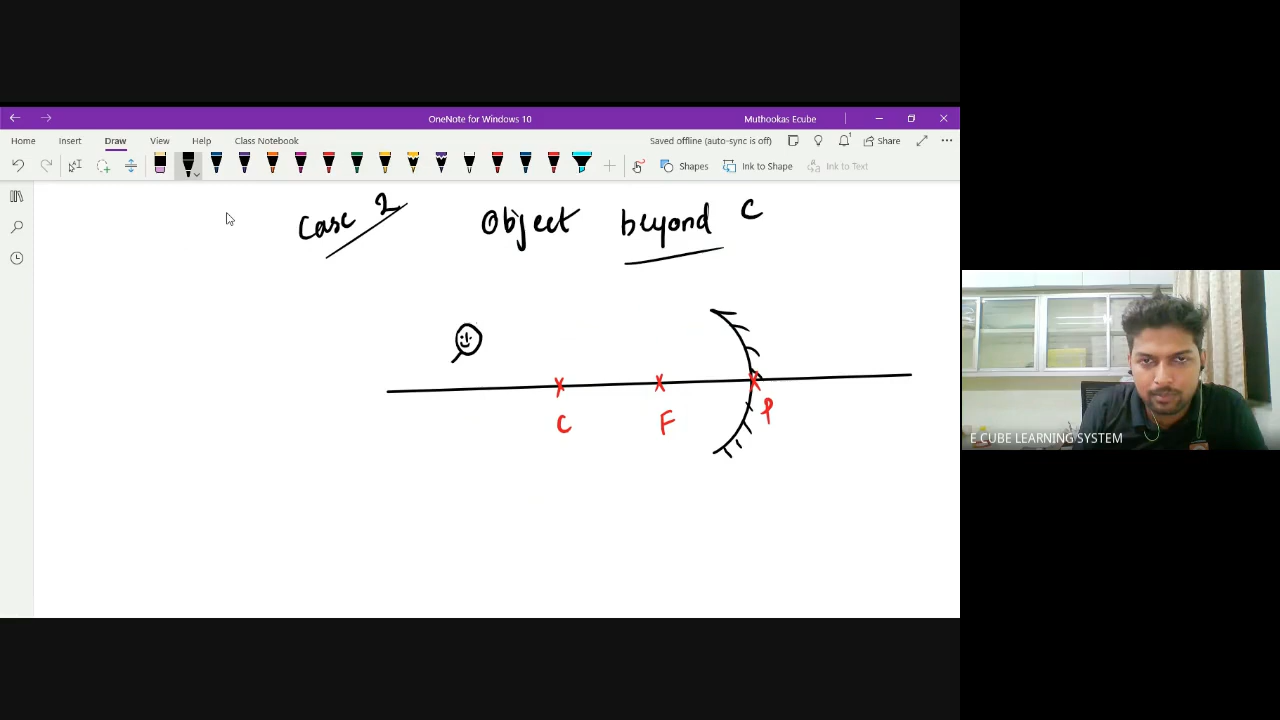 OneNote for Windows 10
Muthookas Ecube
Home Insert Draw View Help Class Notebook
Saved offline (auto-sync is off)
1
Share
Shapes
Ink to Shape
Ink to Text
Case 2 Object beyond C
C F P
E CUBE LEARNING SYSTEM